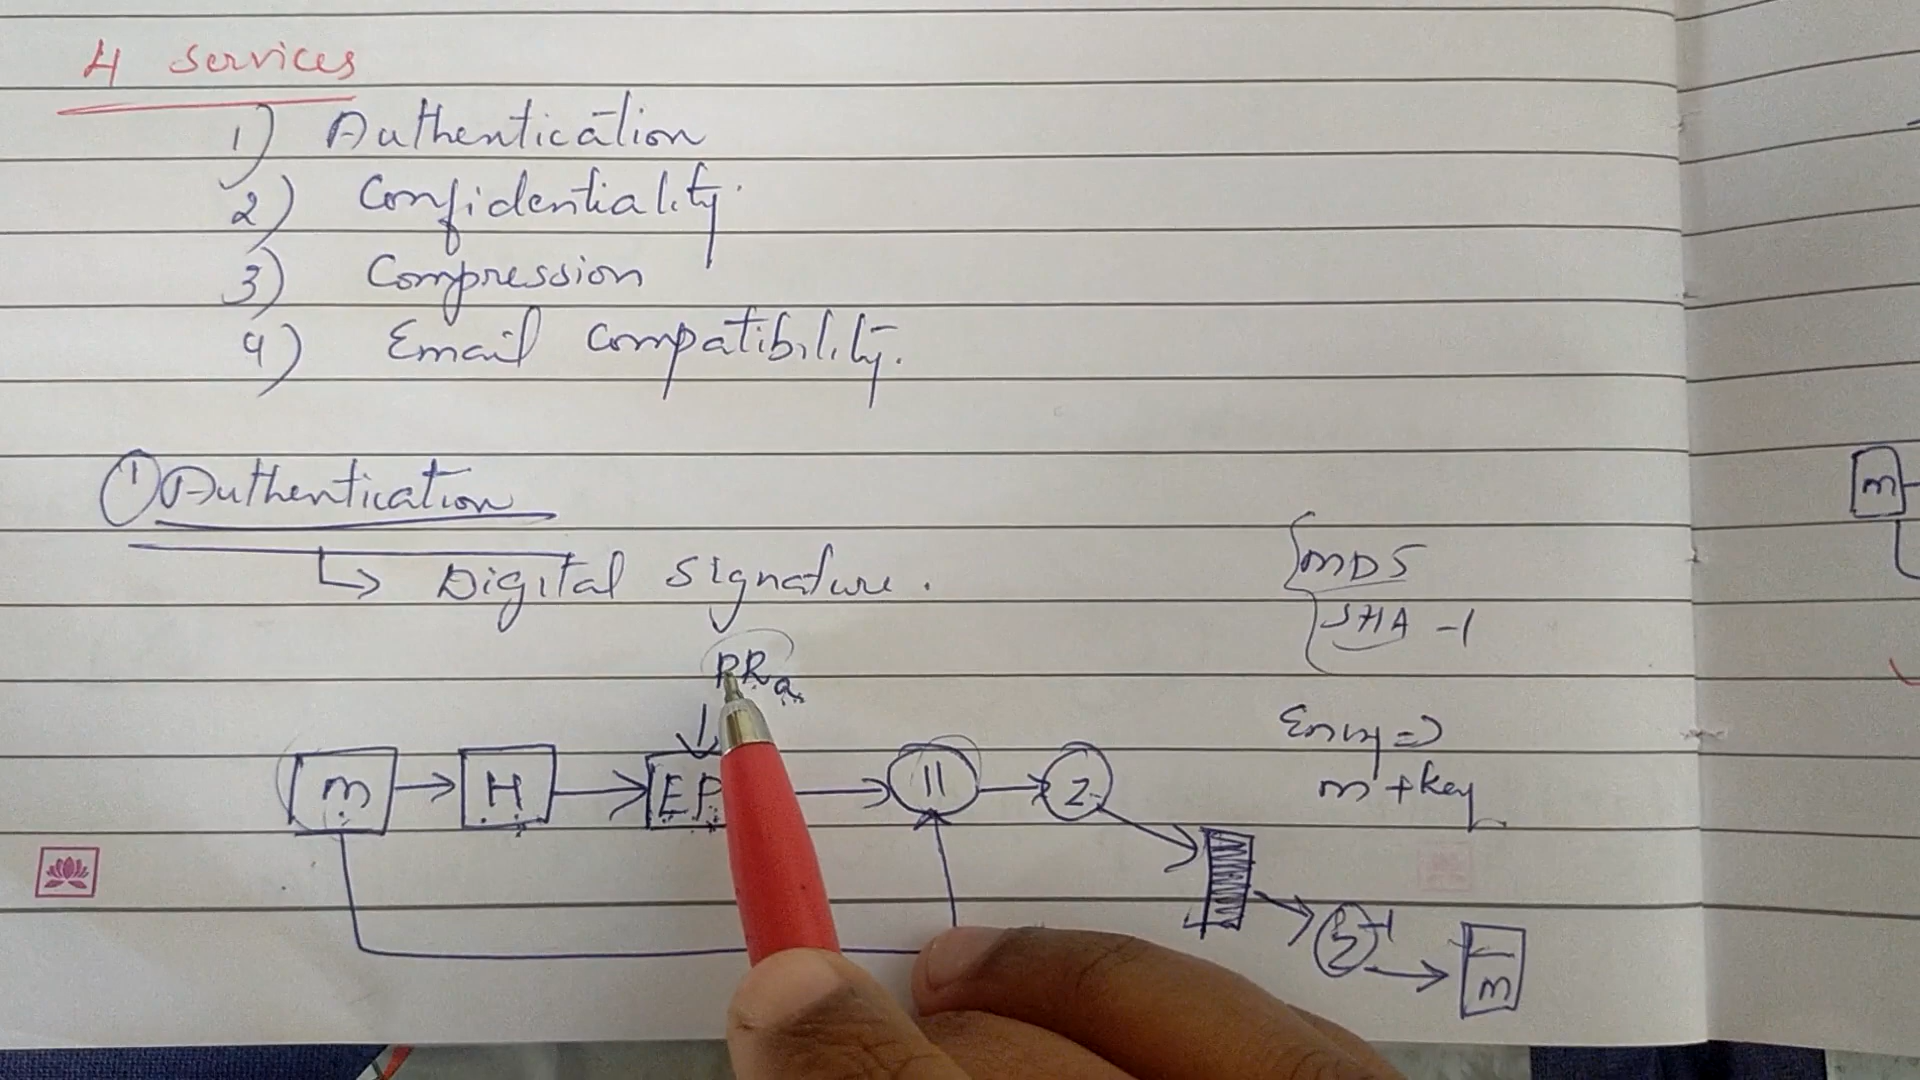 4 Services
1) Authentication
2) Confidentiality.
3) Compression
4) Email compatibility.
① Authentication
↳ Digital Signature.
MD5
SHA-1
PRa
Ency =>
m + key
m → H → EP → || → Z
Z-1
m
m